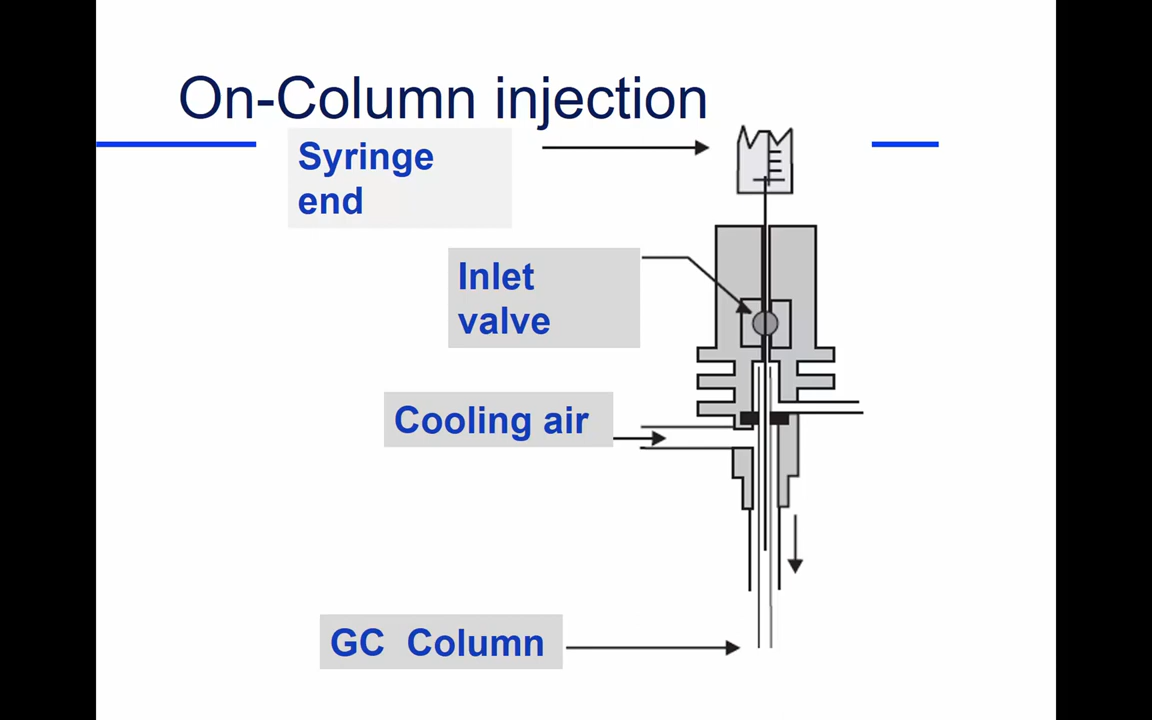 On-Column injection
Syringe
end
Inlet
valve
Cooling air
GC Column